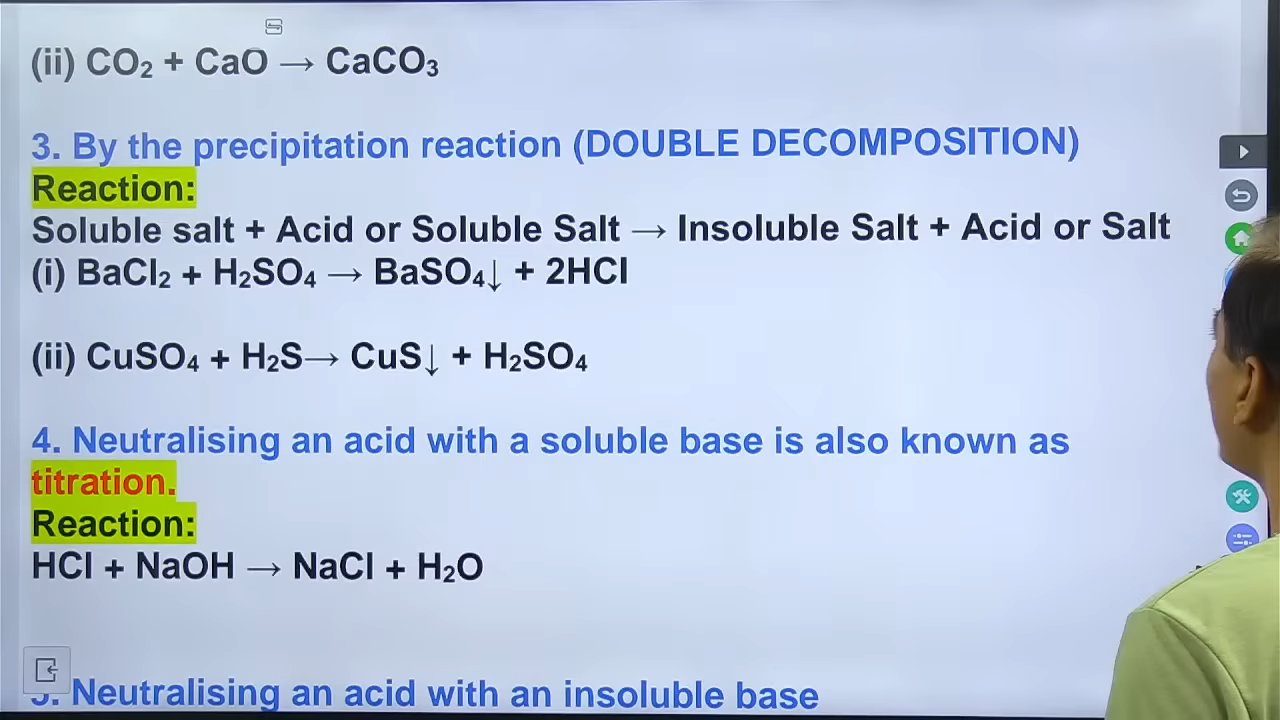 (ii) CO₂ + CaO → CaCO₃
3. By the precipitation reaction (DOUBLE DECOMPOSITION)
Reaction:
Soluble salt + Acid or Soluble Salt → Insoluble Salt + Acid or Salt
(i) BaCl₂ + H₂SO₄ → BaSO₄↓ + 2HCl
(ii) CuSO₄ + H₂S→ CuS↓ + H₂SO₄
4. Neutralising an acid with a soluble base is also known as
titration.
Reaction:
HCl + NaOH → NaCl + H₂O
5. Neutralising an acid with an insoluble base